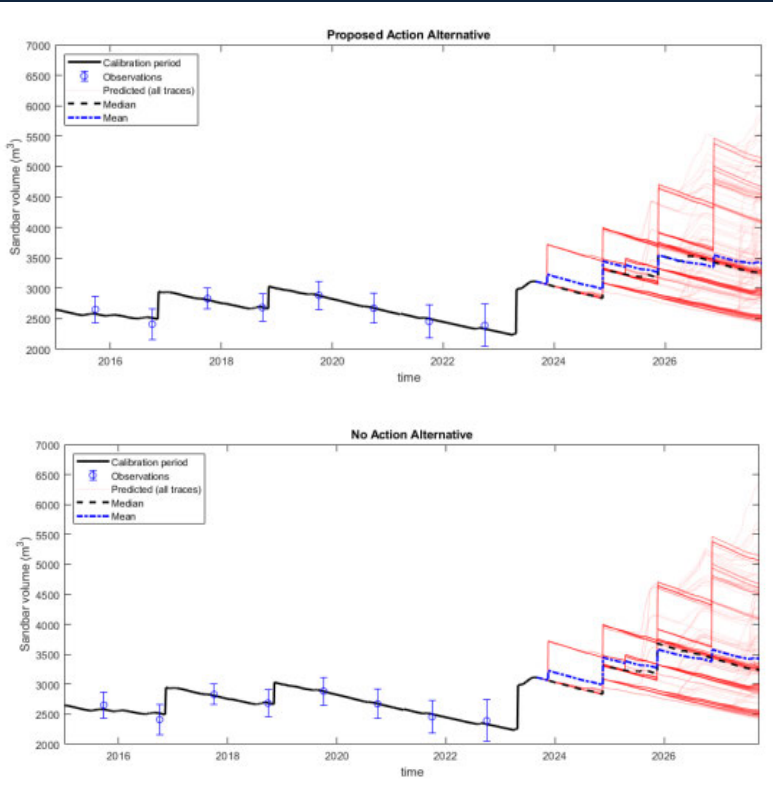 Proposed Action Alternative
7000
6500
6000
5500
5000
4500
4000
3500
3000
2500
2000
Sandbar volume (m³)
Calibration period
Observations
Predicted (all traces)
Median
Mean
2016 2018 2020 2022 2024 2026
time
No Action Alternative
7000
6500
6000
5500
5000
4500
4000
3500
3000
2500
2000
Sandbar volume (m³)
Calibration period
Observations
Predicted (all traces)
Median
Mean
2016 2018 2020 2022 2024 2026
time